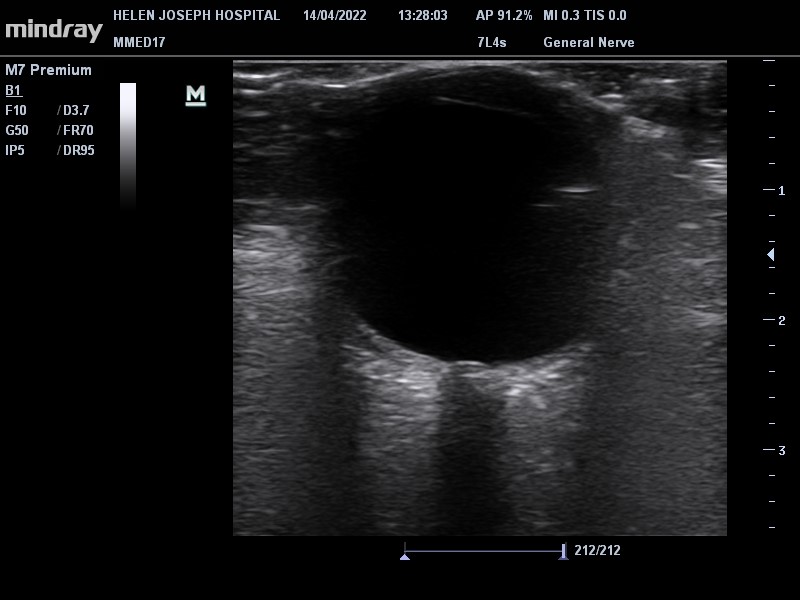 mindray
HELEN JOSEPH HOSPITAL 14/04/2022 13:28:03 AP 91.2% MI 0.3 TIS 0.0
MMED17 7L4s General Nerve
M7 Premium
B1
F10 / D3.7
G50 / FR70
IP5 / DR95
M
1
2
3
212/212